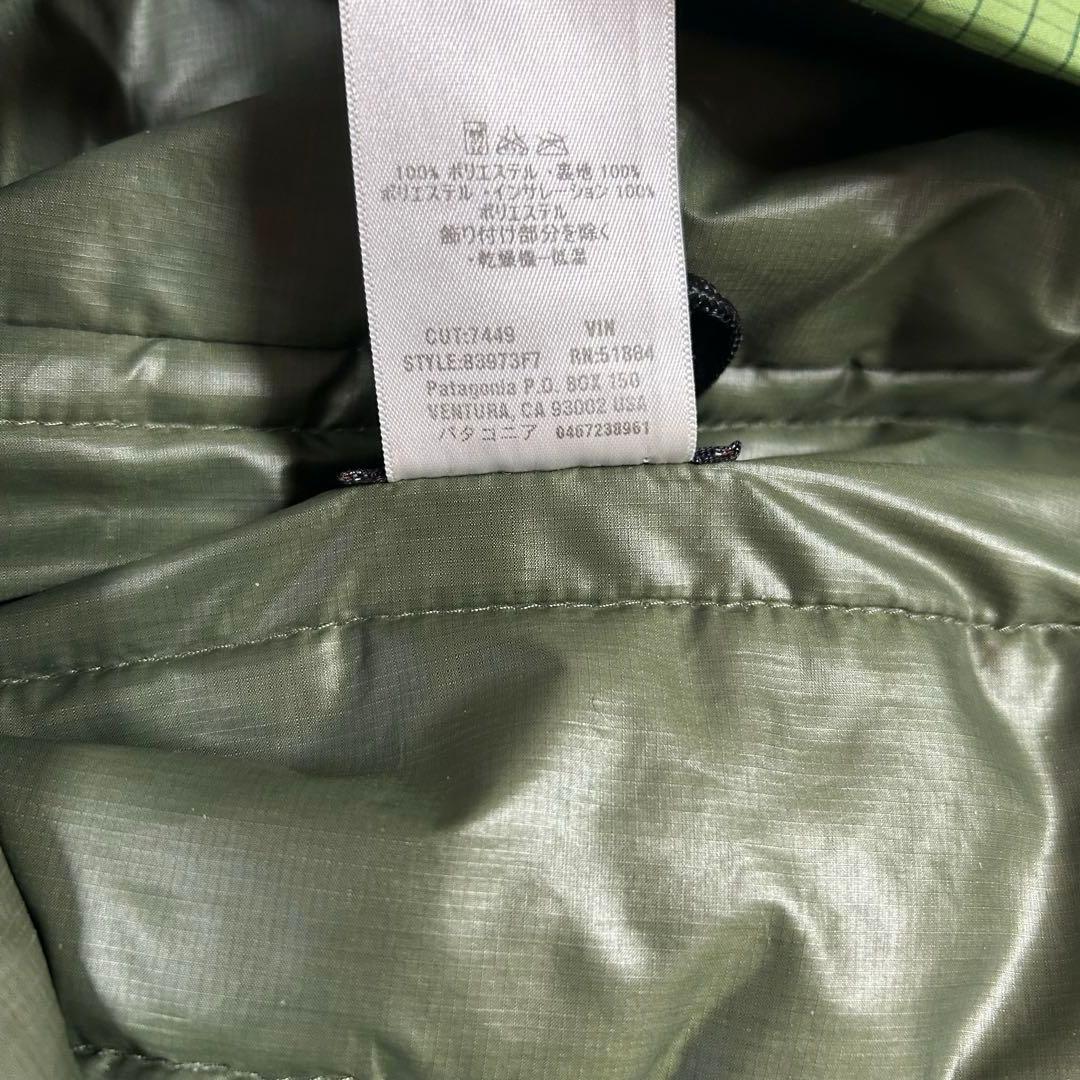 100% ポリエステル・裏地 100%
ポリエステル・インサレーション 100%
ポリエステル
飾り付け部分を除く
・乾燥機ー低温
CUT:7449 VIN
STYLE:83973F7 RN:51884
Patagonia P.O. BOX 150
VENTURA, CA 93002 USA
パタゴニア 0467238961